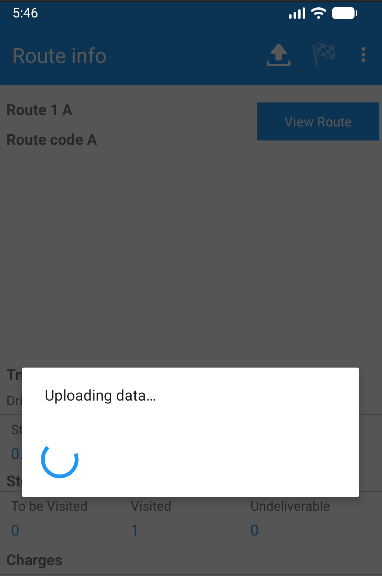 5:46
Route info
Route 1 A
View Route
Route code A
Uploading data...
To be Visited Visited Undeliverable
0 1 0
Charges